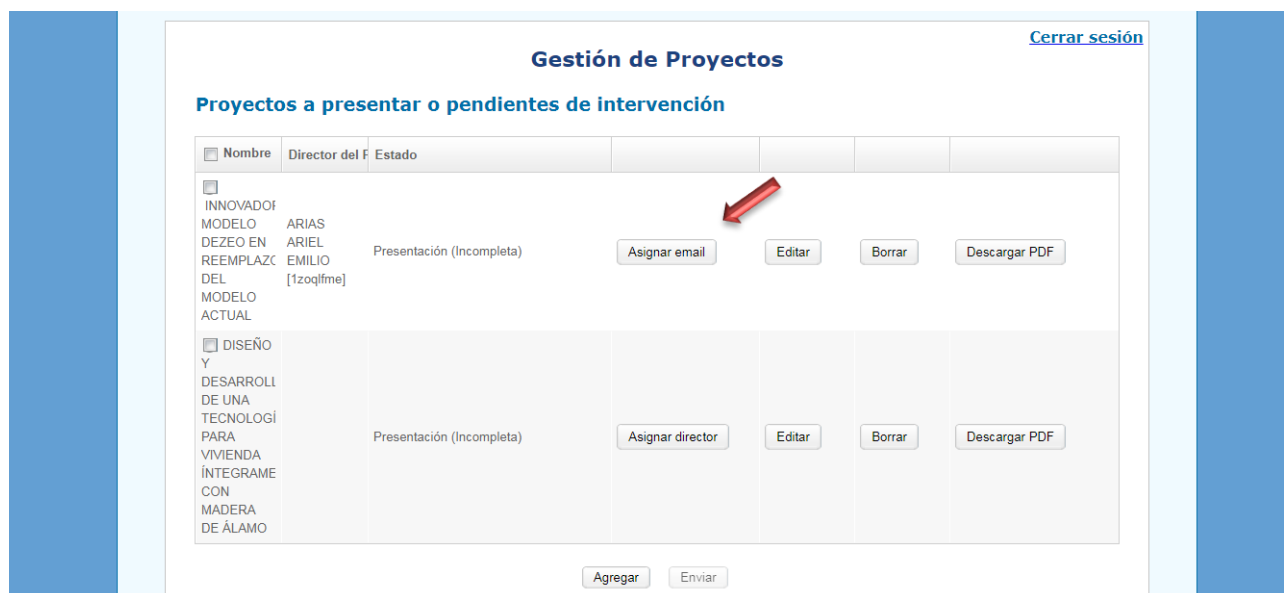 Cerrar sesión
Gestión de Proyectos
Proyectos a presentar o pendientes de intervención
Nombre Director del P Estado
INNOVADOR
MODELO
DEZEO EN
REEMPLAZO
DEL
MODELO
ACTUAL
ARIAS
ARIEL
EMILIO
[1zoqlfme]
Presentación (Incompleta)
Asignar email
Editar
Borrar
Descargar PDF
DISEÑO
Y
DESARROLL
DE UNA
TECNOLOGÍ
PARA
VIVIENDA
ÍNTEGRAME
CON
MADERA
DE ÁLAMO
Presentación (Incompleta)
Asignar director
Editar
Borrar
Descargar PDF
Agregar
Enviar